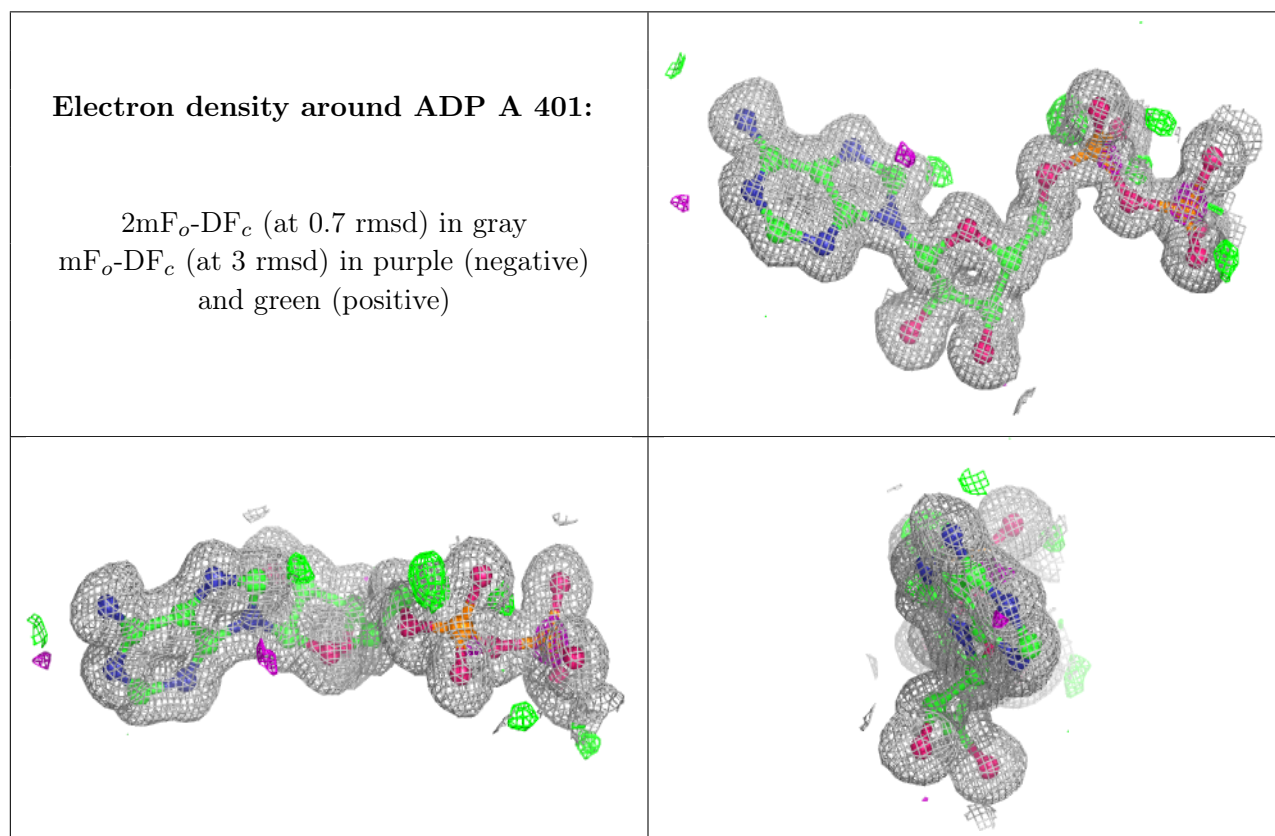 Electron density around ADP A 401:
2mFo-DFc (at 0.7 rmsd) in gray
mFo-DFc (at 3 rmsd) in purple (negative)
and green (positive)